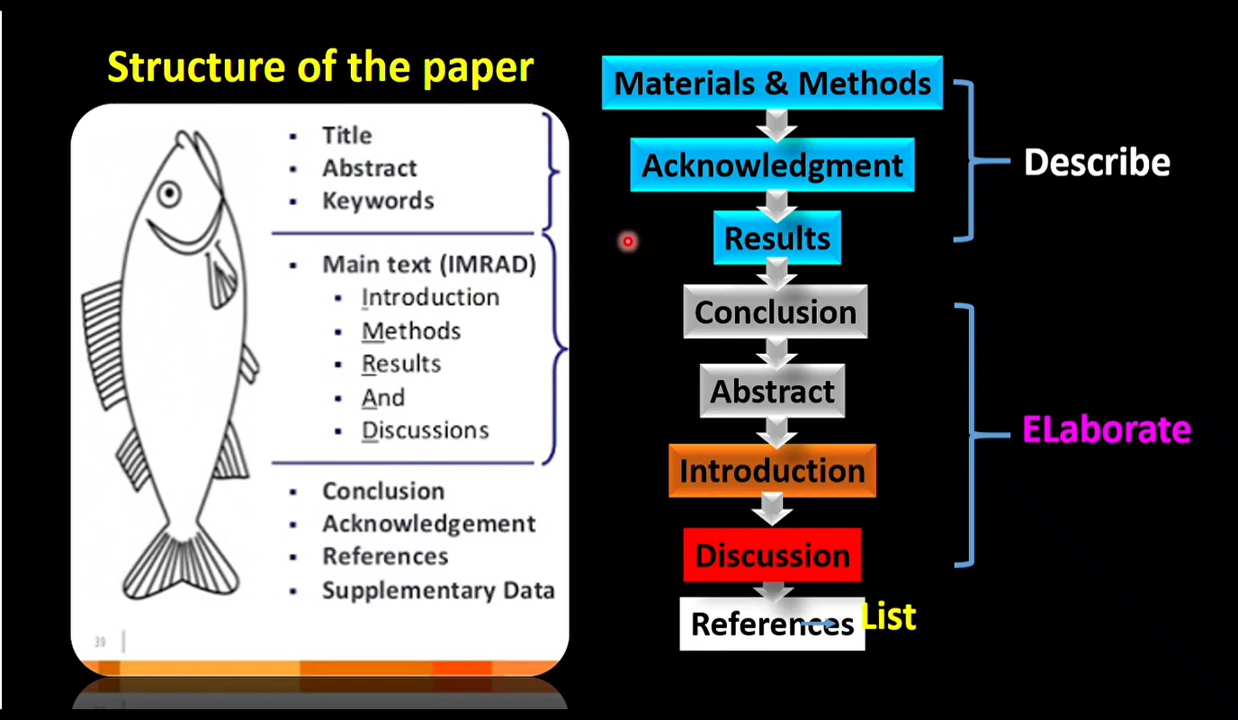 Structure of the paper
Title
Abstract
Keywords
Main text (IMRAD)
Introduction
Methods
Results
And
Discussions
Conclusion
Acknowledgement
References
Supplementary Data
39
Materials & Methods
Acknowledgment
Results
Conclusion
Abstract
Introduction
Discussion
References
List
Describe
ELaborate